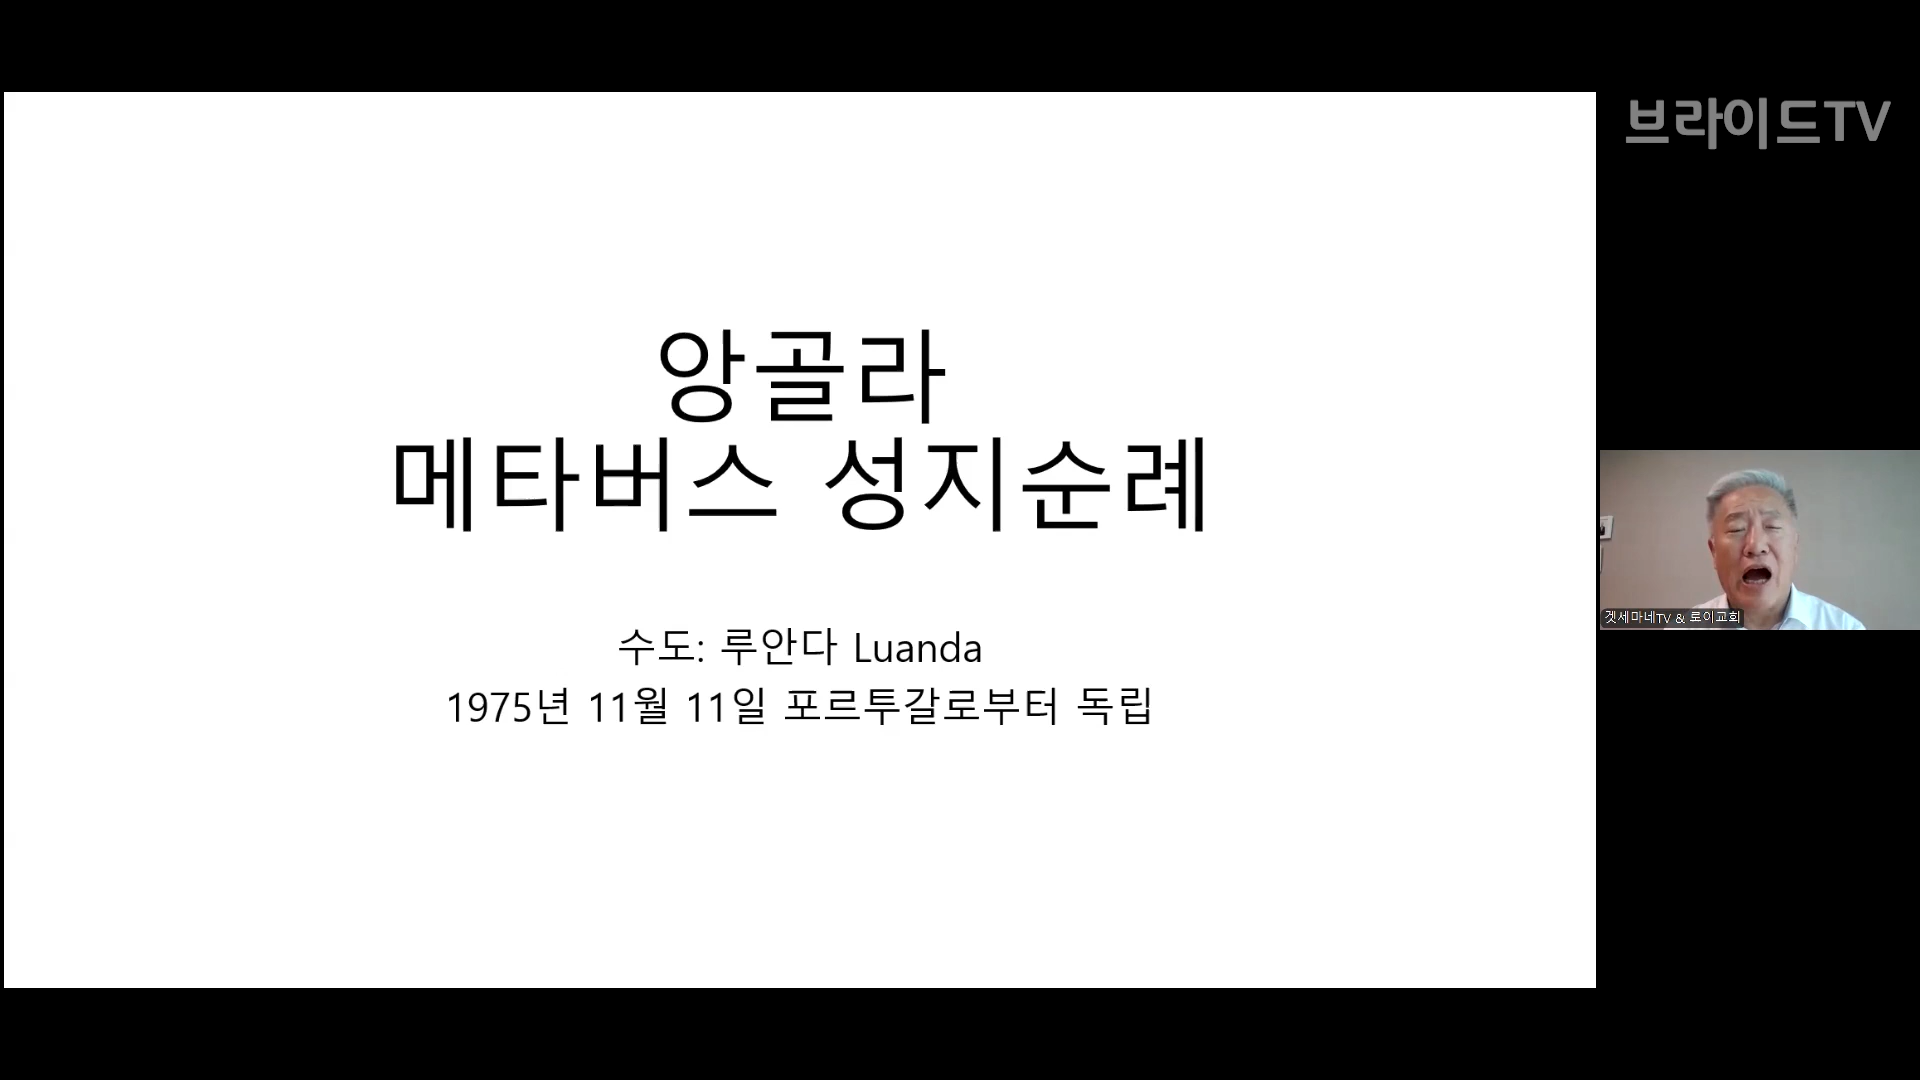 브라이드TV
앙골라
메타버스 성지순례
수도: 루안다 Luanda
1975년 11월 11일 포르투갈로부터 독립
겟세마네TV & 로이교회